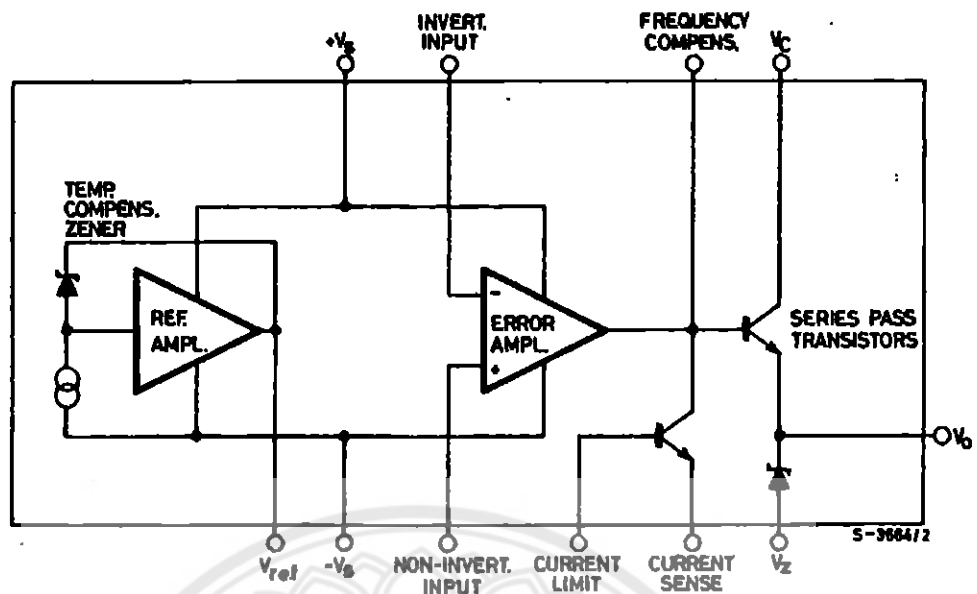 +Vs
INVERT.
INPUT
FREQUENCY
COMPENS.
VC
TEMP.
COMPENS.
ZENER
REF.
AMPL.
-
ERROR
AMPL.
+
SERIES PASS
TRANSISTORS
Vo
S-3664/2
Vref
-Vs
NON-INVERT.
INPUT
CURRENT
LIMIT
CURRENT
SENSE
VZ